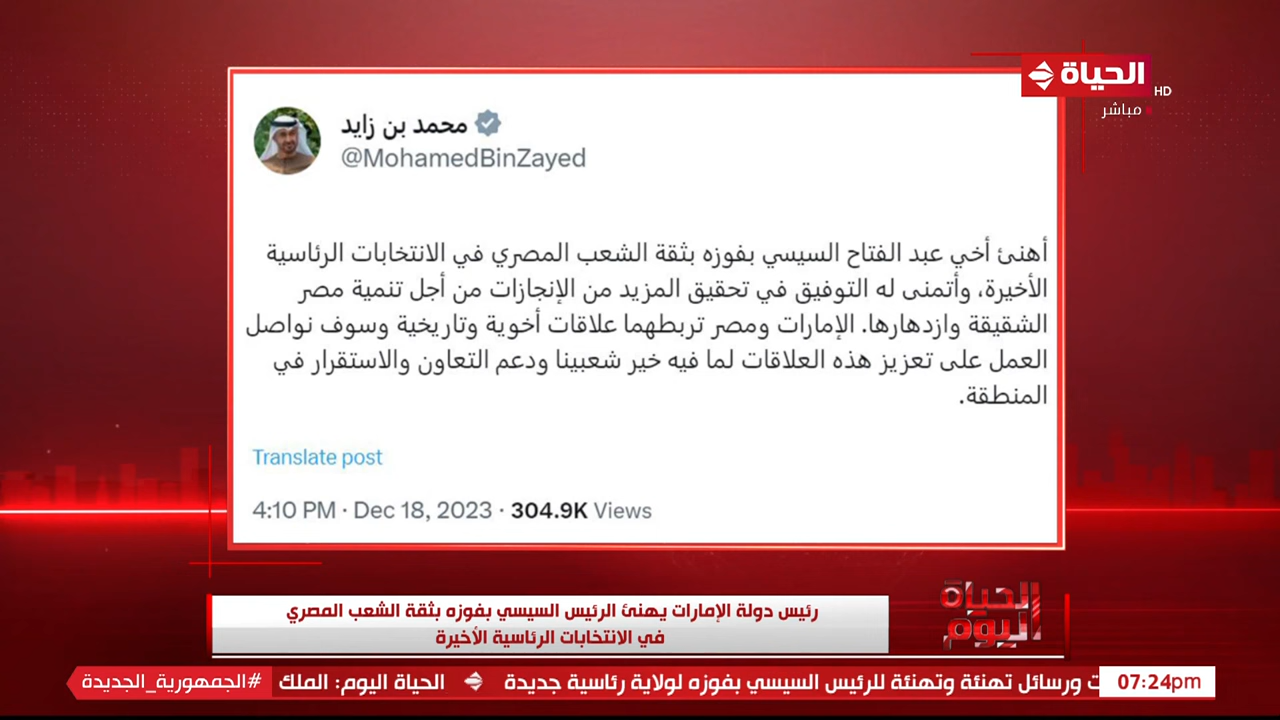 الحياة
HD
مباشر
محمد بن زايد
@MohamedBinZayed
أهنئ أخي عبد الفتاح السيسي بفوزه بثقة الشعب المصري في الانتخابات الرئاسية
الأخيرة، وأتمنى له التوفيق في تحقيق المزيد من الإنجازات من أجل تنمية مصر
الشقيقة وازدهارها. الإمارات ومصر تربطهما علاقات أخوية وتاريخية وسوف نواصل
العمل على تعزيز هذه العلاقات لما فيه خير شعبينا ودعم التعاون والاستقرار في
المنطقة.
Translate post
4:10 PM · Dec 18, 2023 · 304.9K Views
الحياة
اليوم
رئيس دولة الإمارات يهنئ الرئيس السيسي بفوزه بثقة الشعب المصري
في الانتخابات الرئاسية الأخيرة
07:24pm
ورسائل تهنئة وتهنئة للرئيس السيسي بفوزه لولاية رئاسية جديدة الحياة اليوم: الملك
#الجمهورية_الجديدة